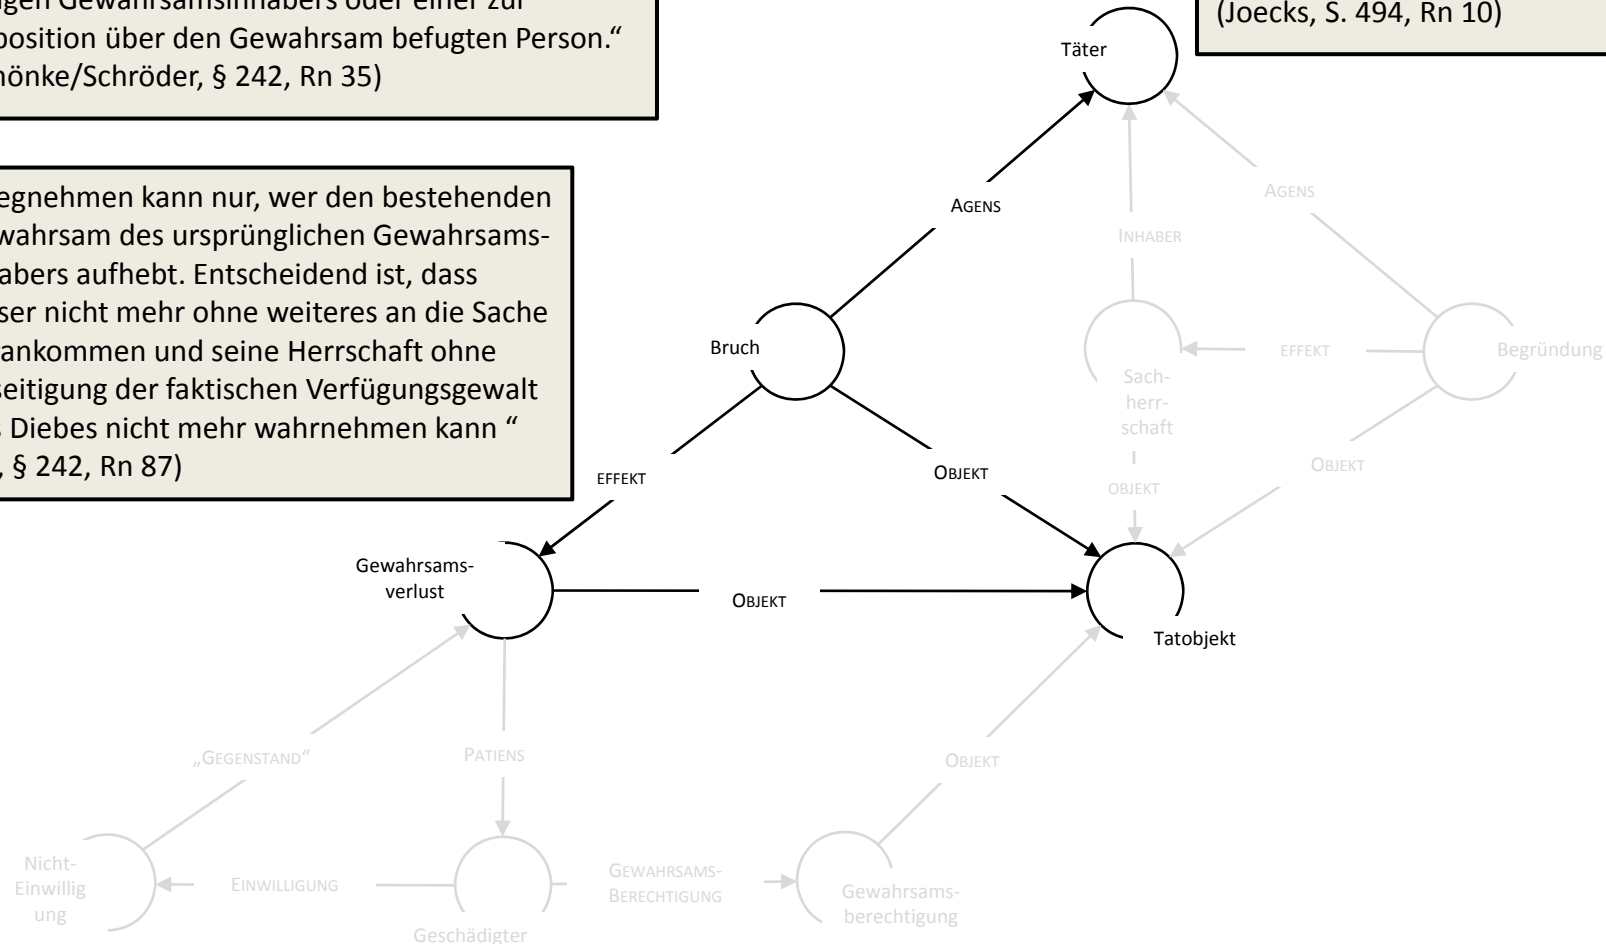 igen Gewahrsamsinhabers oder einer zur
position über den Gewahrsam befugten Person.“
hönke/Schröder, § 242, Rn 35)
egnehmen kann nur, wer den bestehenden
wahrsam des ursprünglichen Gewahrsams-
abers aufhebt. Entscheidend ist, dass
ser nicht mehr ohne weiteres an die Sache
rankommen und seine Herrschaft ohne
seitigung der faktischen Verfügungsgewalt
s Diebes nicht mehr wahrnehmen kann “
, § 242, Rn 87)
(Joecks, S. 494, Rn 10)
Täter
AGENS
AGENS
INHABER
Bruch
EFFEKT
Begründung
Sach-
herr-
schaft
OBJEKT
OBJEKT
EFFEKT
OBJEKT
Gewahrsams-
verlust
OBJEKT
Tatobjekt
„GEGENSTAND“
PATIENS
OBJEKT
Nicht-
Einwillig
ung
EINWILLIGUNG
GEWAHRSAMS-
BERECHTIGUNG
Gewahrsams-
berechtigung
Geschädigter